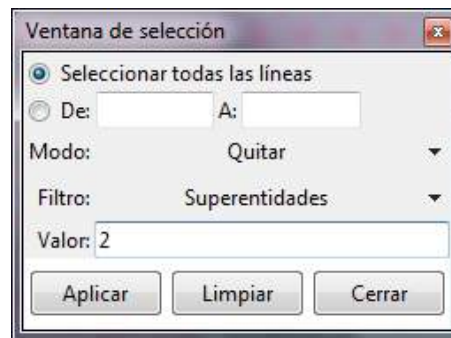 Ventana de selección
Seleccionar todas las líneas
De: A:
Modo: Quitar
Filtro: Superentidades
Valor: 2
Aplicar Limpiar Cerrar